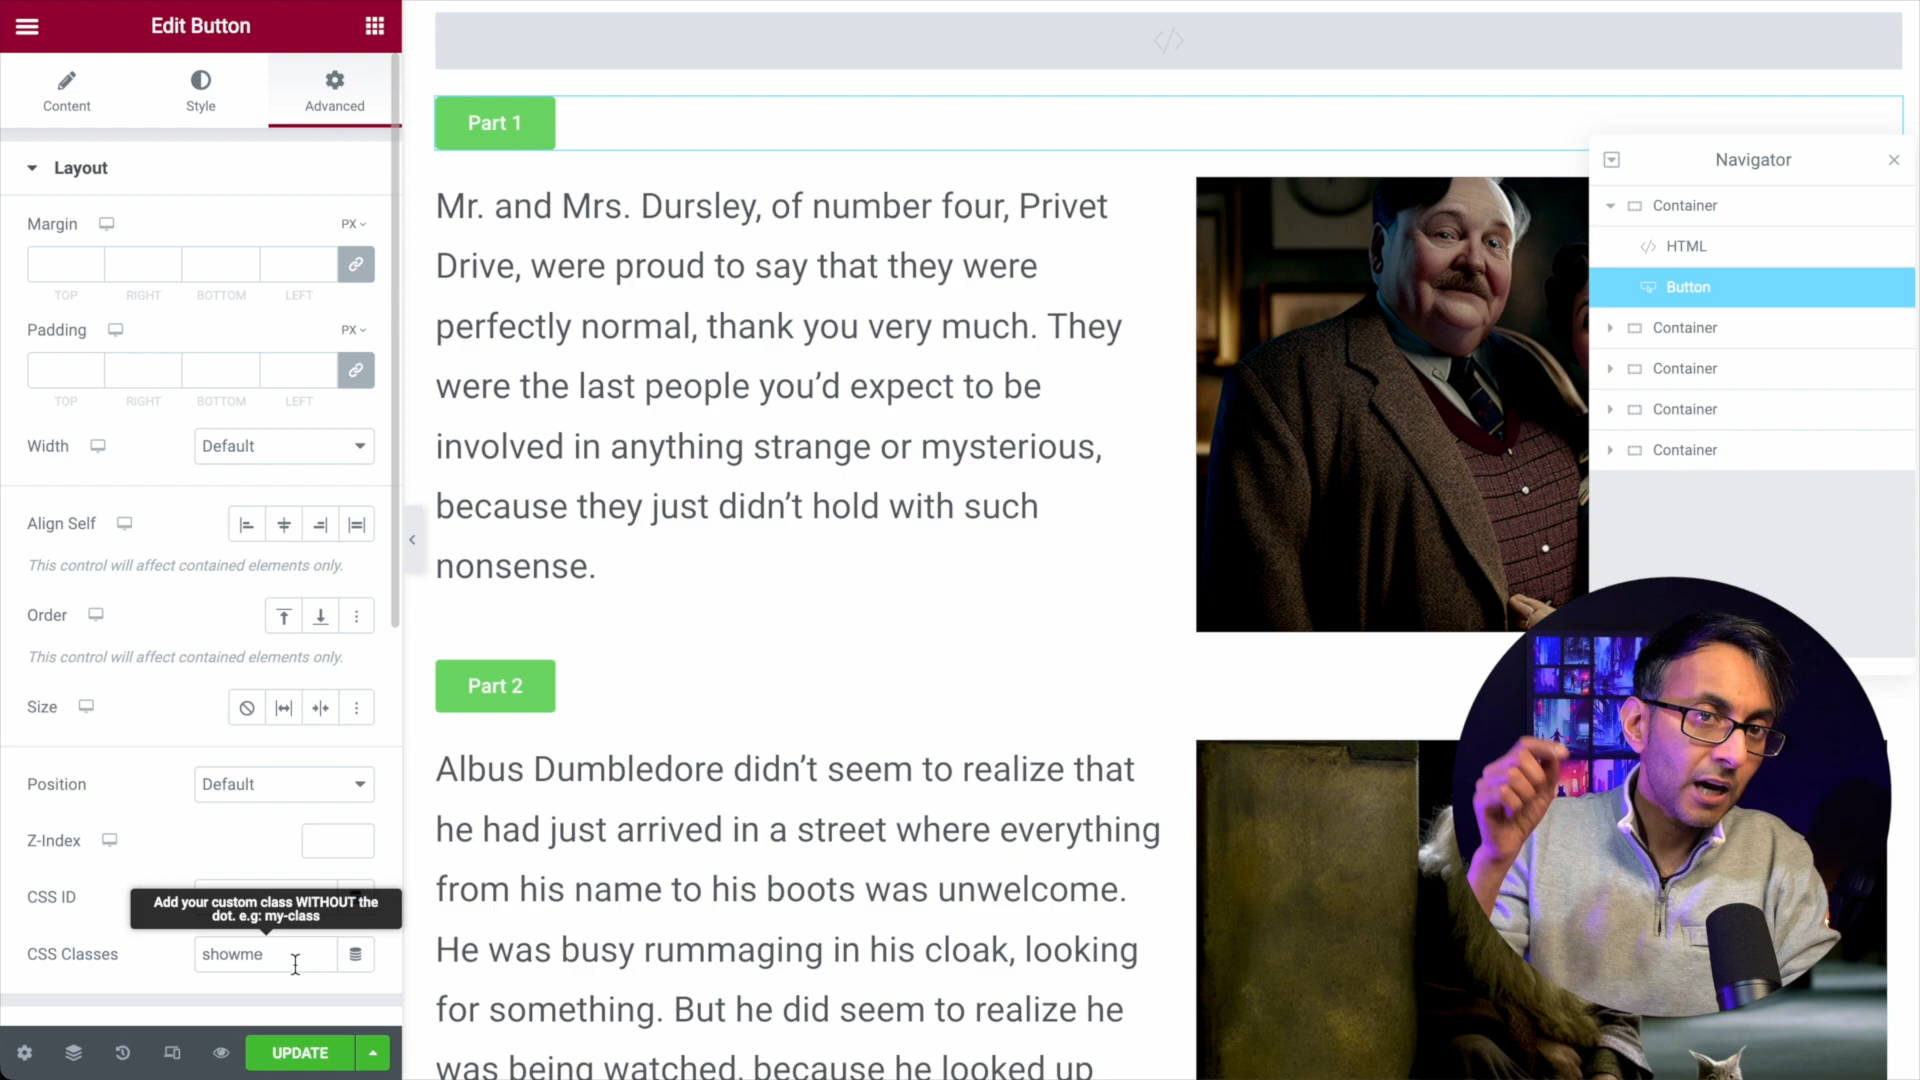 Edit Button
Content
Style
Advanced
Layout
Margin
PX
TOP
RIGHT
BOTTOM
LEFT
Padding
PX
TOP
RIGHT
BOTTOM
LEFT
Width
Default
Align Self
This control will affect contained elements only.
Order
This control will affect contained elements only.
Size
Position
Default
Z-Index
CSS ID
Add your custom class WITHOUT the
dot. e.g: my-class
CSS Classes
showme
UPDATE
Part 1
Mr. and Mrs. Dursley, of number four, Privet
Drive, were proud to say that they were
perfectly normal, thank you very much. They
were the last people you’d expect to be
involved in anything strange or mysterious,
because they just didn’t hold with such
nonsense.
Part 2
Albus Dumbledore didn’t seem to realize that
he had just arrived in a street where everything
from his name to his boots was unwelcome.
He was busy rummaging in his cloak, looking
for something. But he did seem to realize he
was being watched, because he looked up
Navigator
Container
HTML
Button
Container
Container
Container
Container